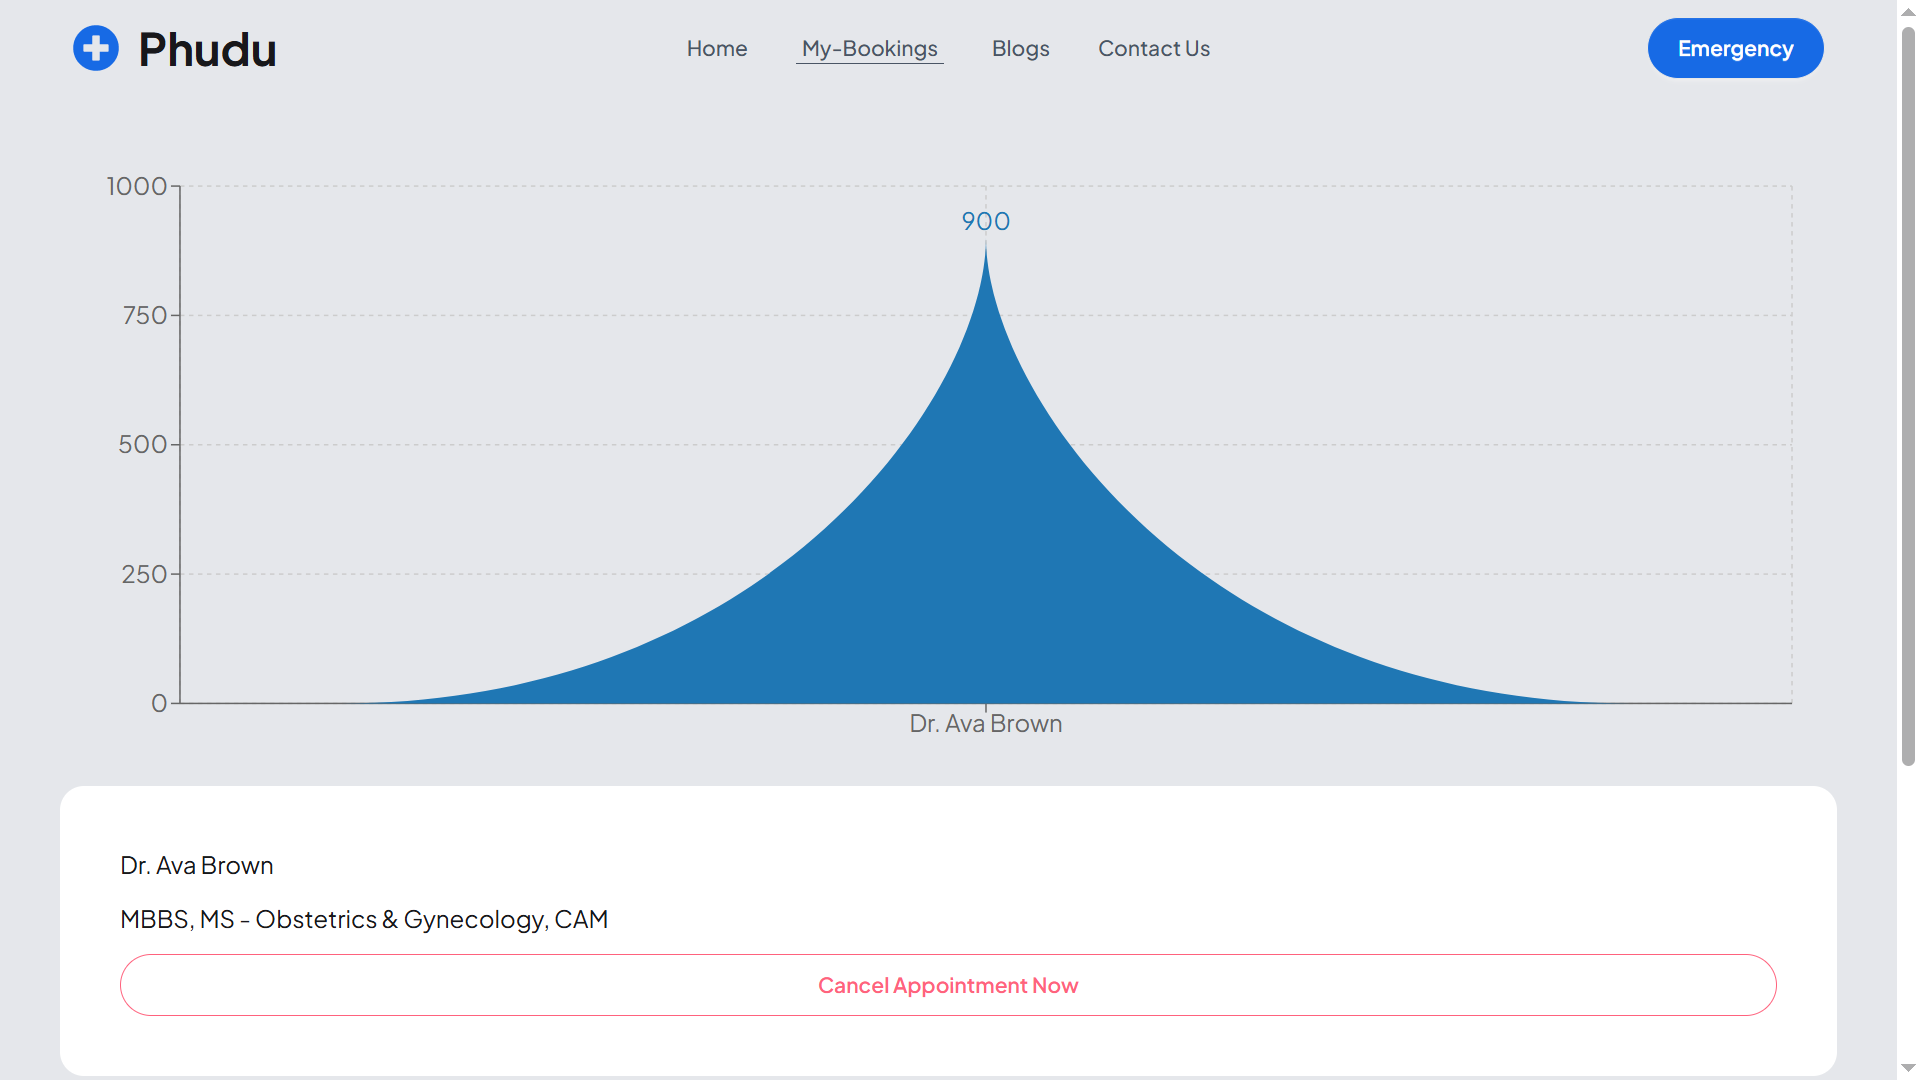 Phudu
Home My-Bookings Blogs Contact Us
Emergency
1000
900
750
500
250
0
Dr. Ava Brown
Dr. Ava Brown
MBBS, MS - Obstetrics & Gynecology, CAM
Cancel Appointment Now